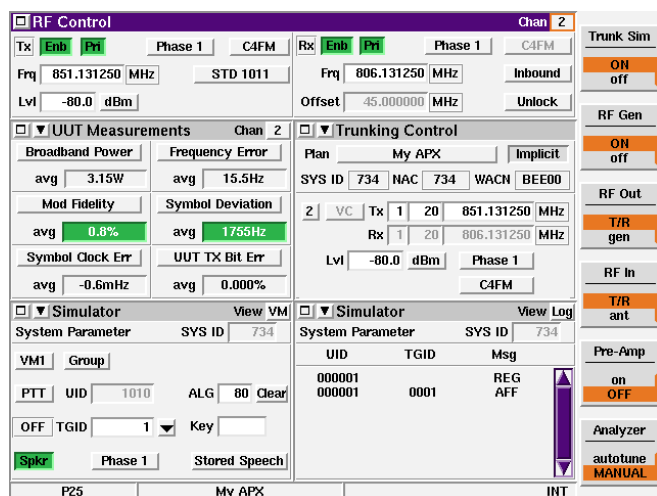 RF Control Chan 2
Tx Enb Pri Phase 1 C4FM
Frq 851.131250 MHz STD 1011
Lvl -80.0 dBm
Rx Enb Pri Phase 1 C4FM
Frq 806.131250 MHz Inbound
Offset 45.000000 MHz Unlock
UUT Measurements Chan 2
Broadband Power Frequency Error
avg 3.15W avg 15.5Hz
Mod Fidelity Symbol Deviation
avg 0.8% avg 1755Hz
Symbol Clock Err UUT TX Bit Err
avg -0.6mHz avg 0.000%
Trunking Control
Plan My APX Implicit
SYS ID 734 NAC 734 WACN BEE00
2 VC Tx 1 20 851.131250 MHz
Rx 1 20 806.131250 MHz
Lvl -80.0 dBm Phase 1
C4FM
Simulator View VM
System Parameter SYS ID 734
VM1 Group
PTT UID 1010 ALG 80 Clear
OFF TGID 1 Key
Spkr Phase 1 Stored Speech
Simulator View Log
System Parameter SYS ID 734
UID TGID Msg
000001 REG
000001 0001 AFF
P25 My APX INT
Trunk Sim
ON
off
RF Gen
ON
off
RF Out
T/R
gen
RF In
T/R
ant
Pre-Amp
on
OFF
Analyzer
autotune
MANUAL